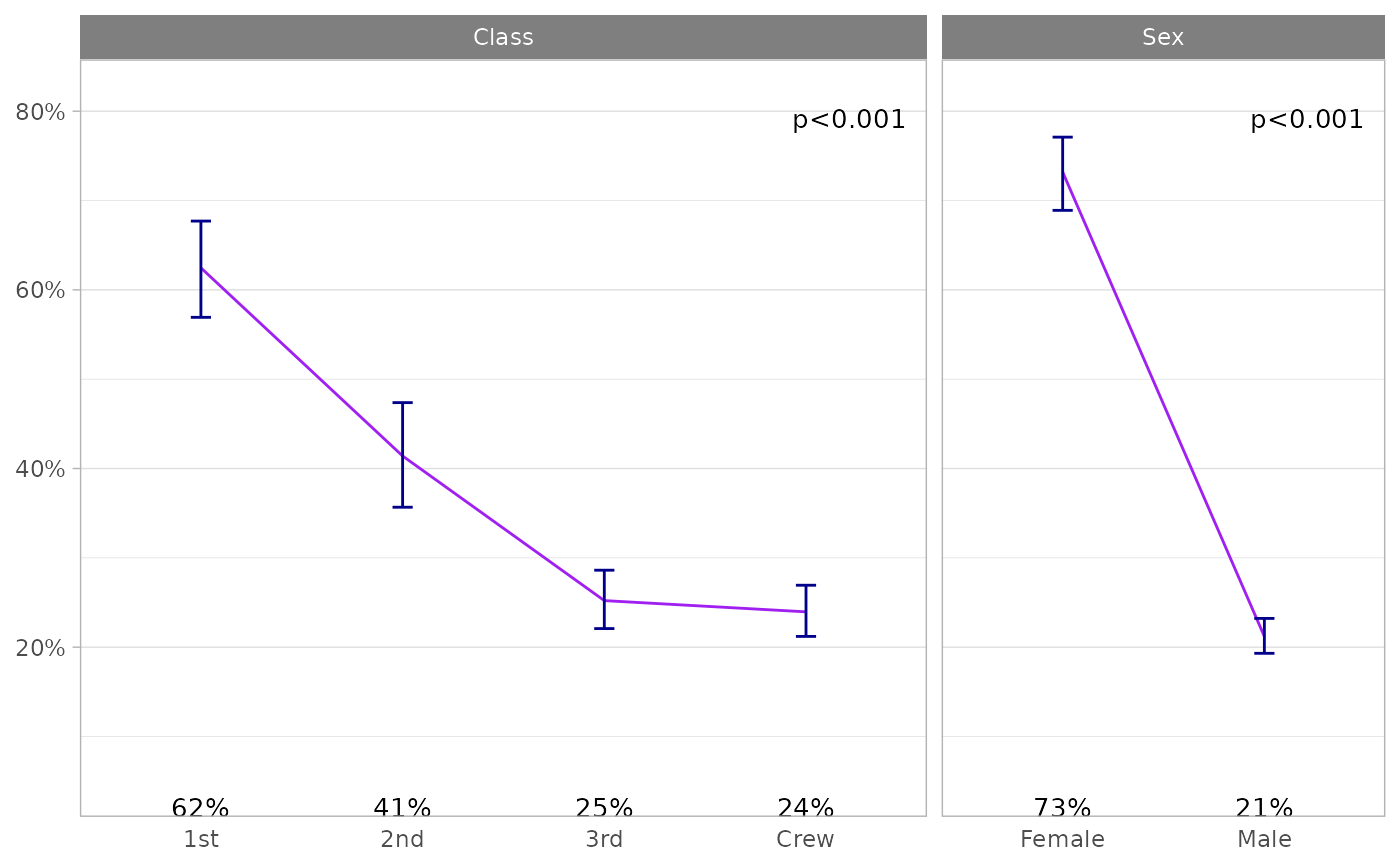 Class
Sex
80%
60%
40%
20%
p<0.001
p<0.001
62% 41% 25% 24%
73% 21%
1st 2nd 3rd Crew
Female Male